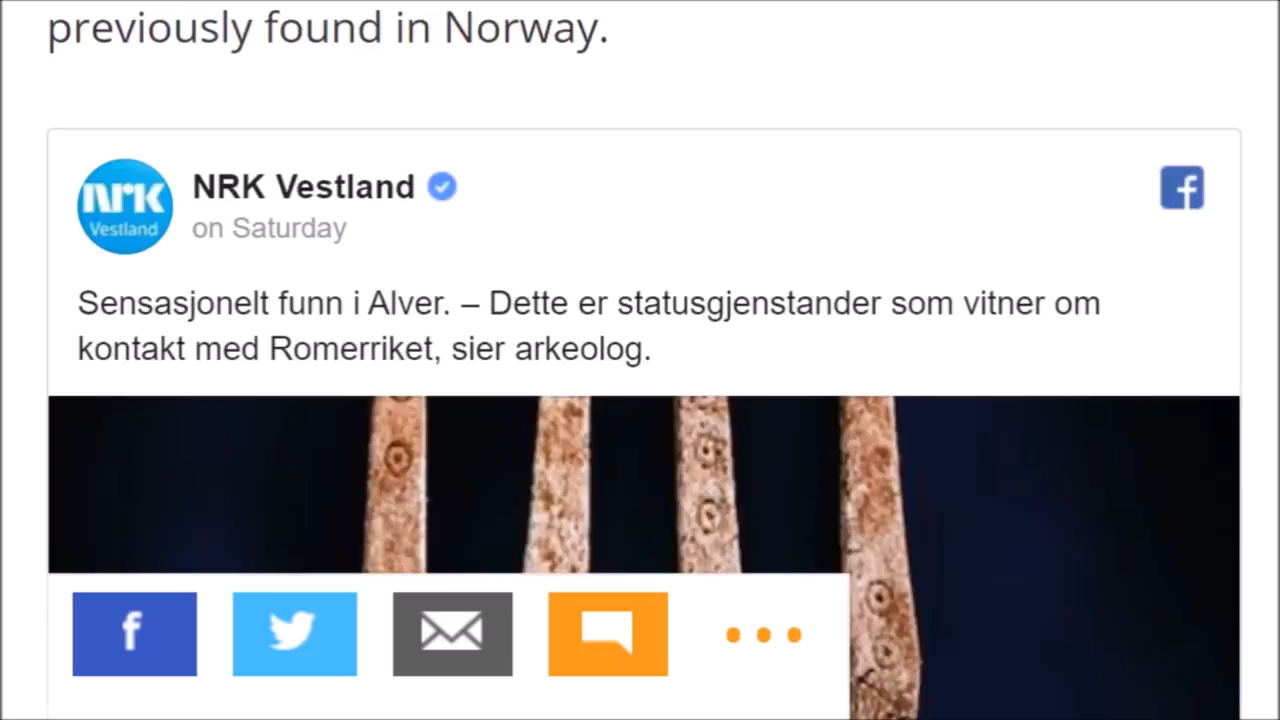 previously found in Norway.
NRK Vestland
on Saturday
nrk
Vestland
Sensasjonelt funn i Alver. – Dette er statusgjenstander som vitner om
kontakt med Romerriket, sier arkeolog.